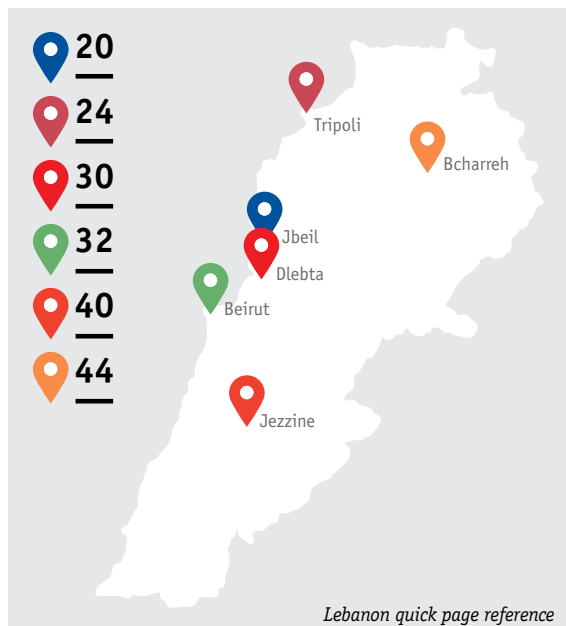 20
24
30
32
40
44
Tripoli
Bcharreh
Jbeil
Dlebta
Beirut
Jezzine
Lebanon quick page reference